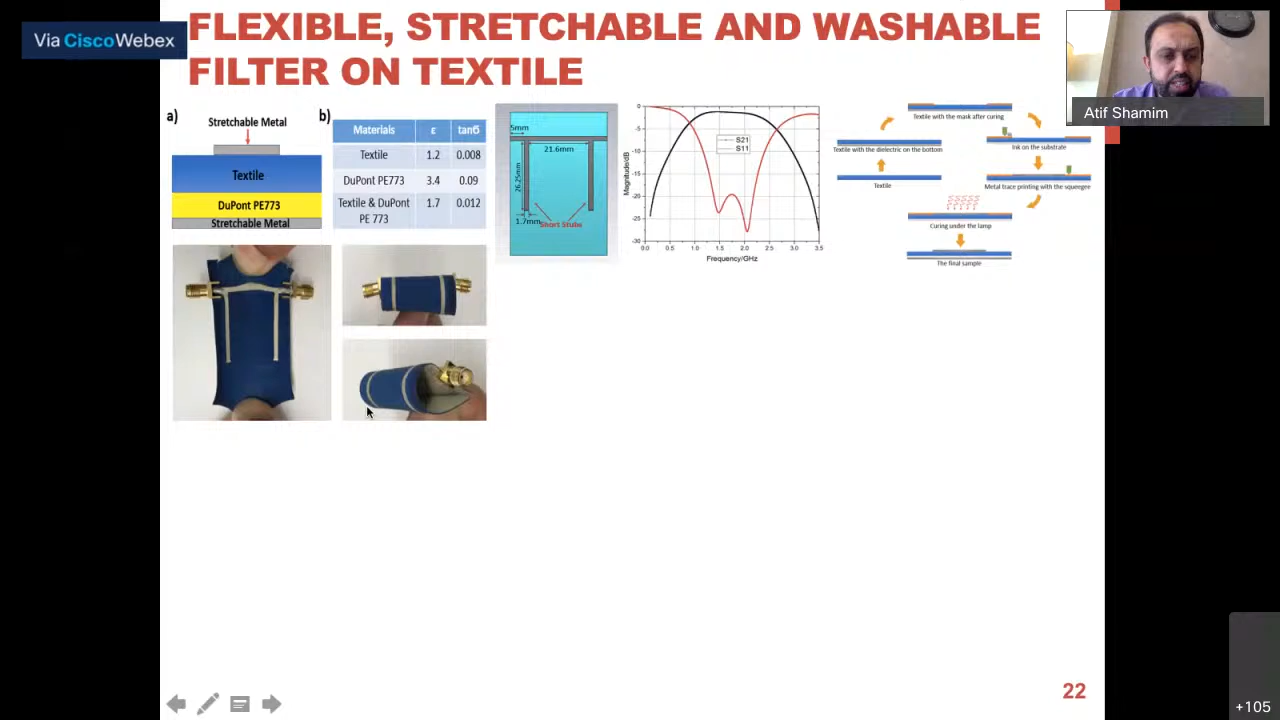 Via CiscoWebex
FLEXIBLE, STRETCHABLE AND WASHABLE
FILTER ON TEXTILE
Atif Shamim
a)
Stretchable Metal
Textile
DuPont PE773
Stretchable Metal
b)
Materials ε tanϭ
Textile 1.2 0.008
DuPont PE773 3.4 0.09
Textile & DuPont PE 773 1.7 0.012
5mm
21.6mm
26.25mm
1.7mm
Short Stubs
0
-5
-10
-15
-20
-25
-30
Magnitude/dB
S21
S11
0.0 0.5 1.0 1.5 2.0 2.5 3.0 3.5
Frequency/GHz
Textile with the mask after curing
Textile with the dielectric on the bottom
Ink on the substrate
Textile
Metal trace printing with the squeegee
Curing under the lamp
The final sample
22
+105